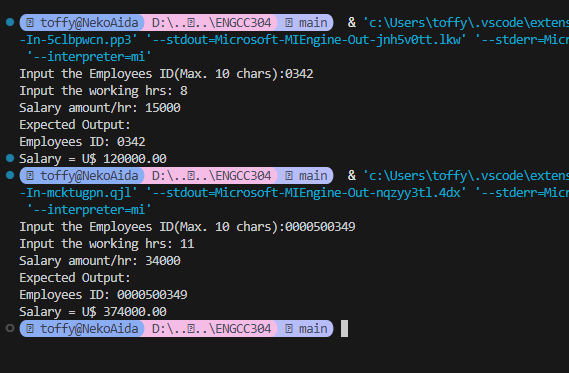 toffy@NekoAida D:\....\ENGCC304 main & 'c:\Users\toffy\.vscode\exten
-In-5clbpwcn.pp3' '--stdout=Microsoft-MIEngine-Out-jnh5v0tt.lkw' '--stderr=Micr
'--interpreter=mi'
Input the Employees ID(Max. 10 chars):0342
Input the working hrs: 8
Salary amount/hr: 15000
Expected Output:
Employees ID: 0342
Salary = U$ 120000.00
toffy@NekoAida D:\....\ENGCC304 main & 'c:\Users\toffy\.vscode\exten
-In-mcktugpn.qjl' '--stdout=Microsoft-MIEngine-Out-nqzyy3tl.4dx' '--stderr=Micr
'--interpreter=mi'
Input the Employees ID(Max. 10 chars):0000500349
Input the working hrs: 11
Salary amount/hr: 34000
Expected Output:
Employees ID: 0000500349
Salary = U$ 374000.00
toffy@NekoAida D:\....\ENGCC304 main